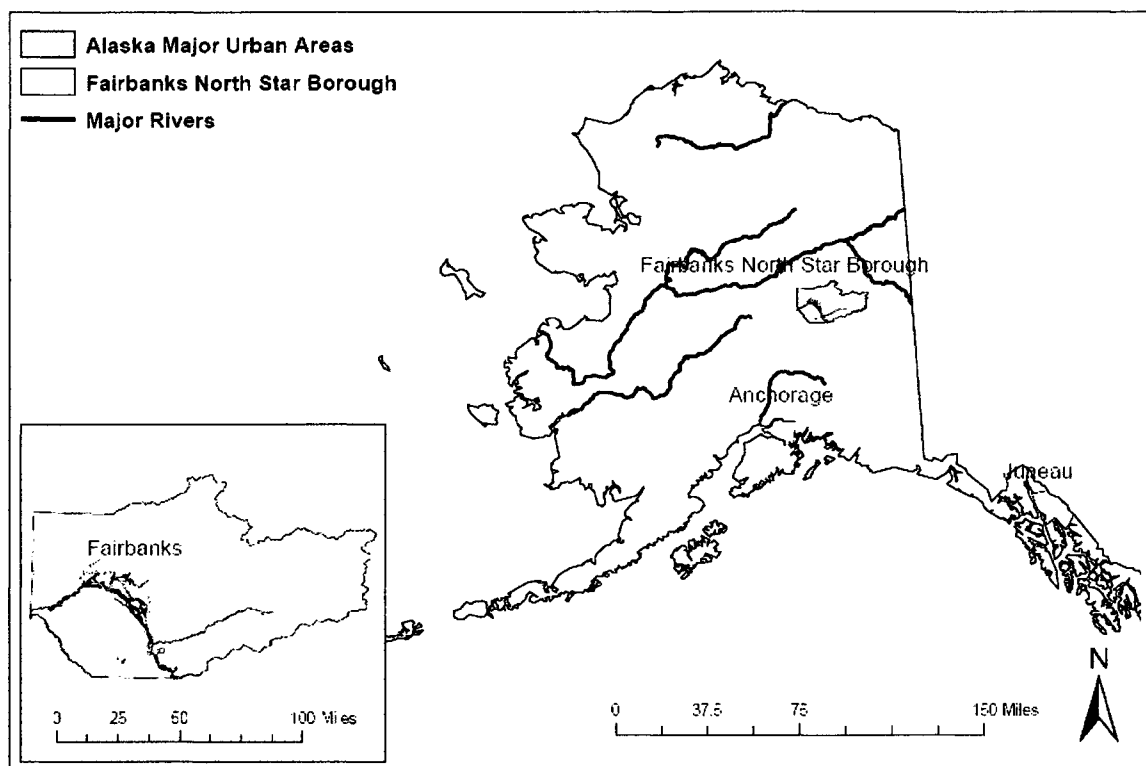 Alaska Major Urban Areas
Fairbanks North Star Borough
Major Rivers
Fairbanks North Star Borough
Anchorage
Juneau
Fairbanks
0 25 50 100 Miles
0 37.5 75 150 Miles
N